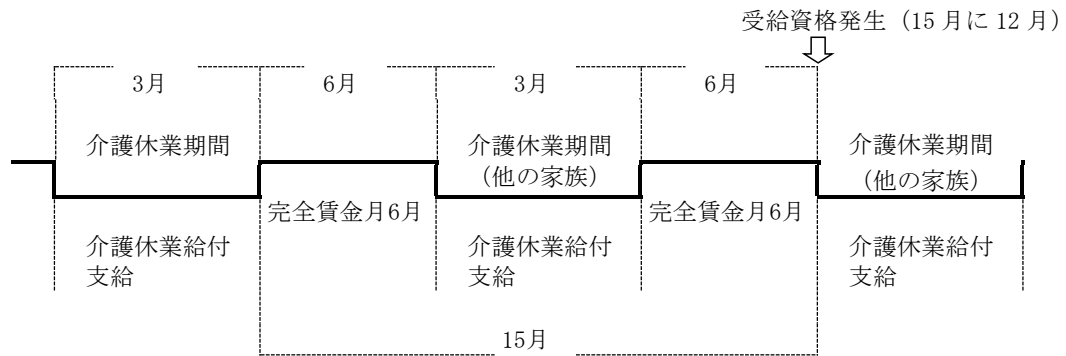 受給資格発生（15 月に 12 月）
3月
6月
3月
6月
介護休業期間
介護休業期間
（他の家族）
介護休業期間
（他の家族）
完全賃金月6月
完全賃金月6月
介護休業給付
支給
介護休業給付
支給
介護休業給付
支給
15月